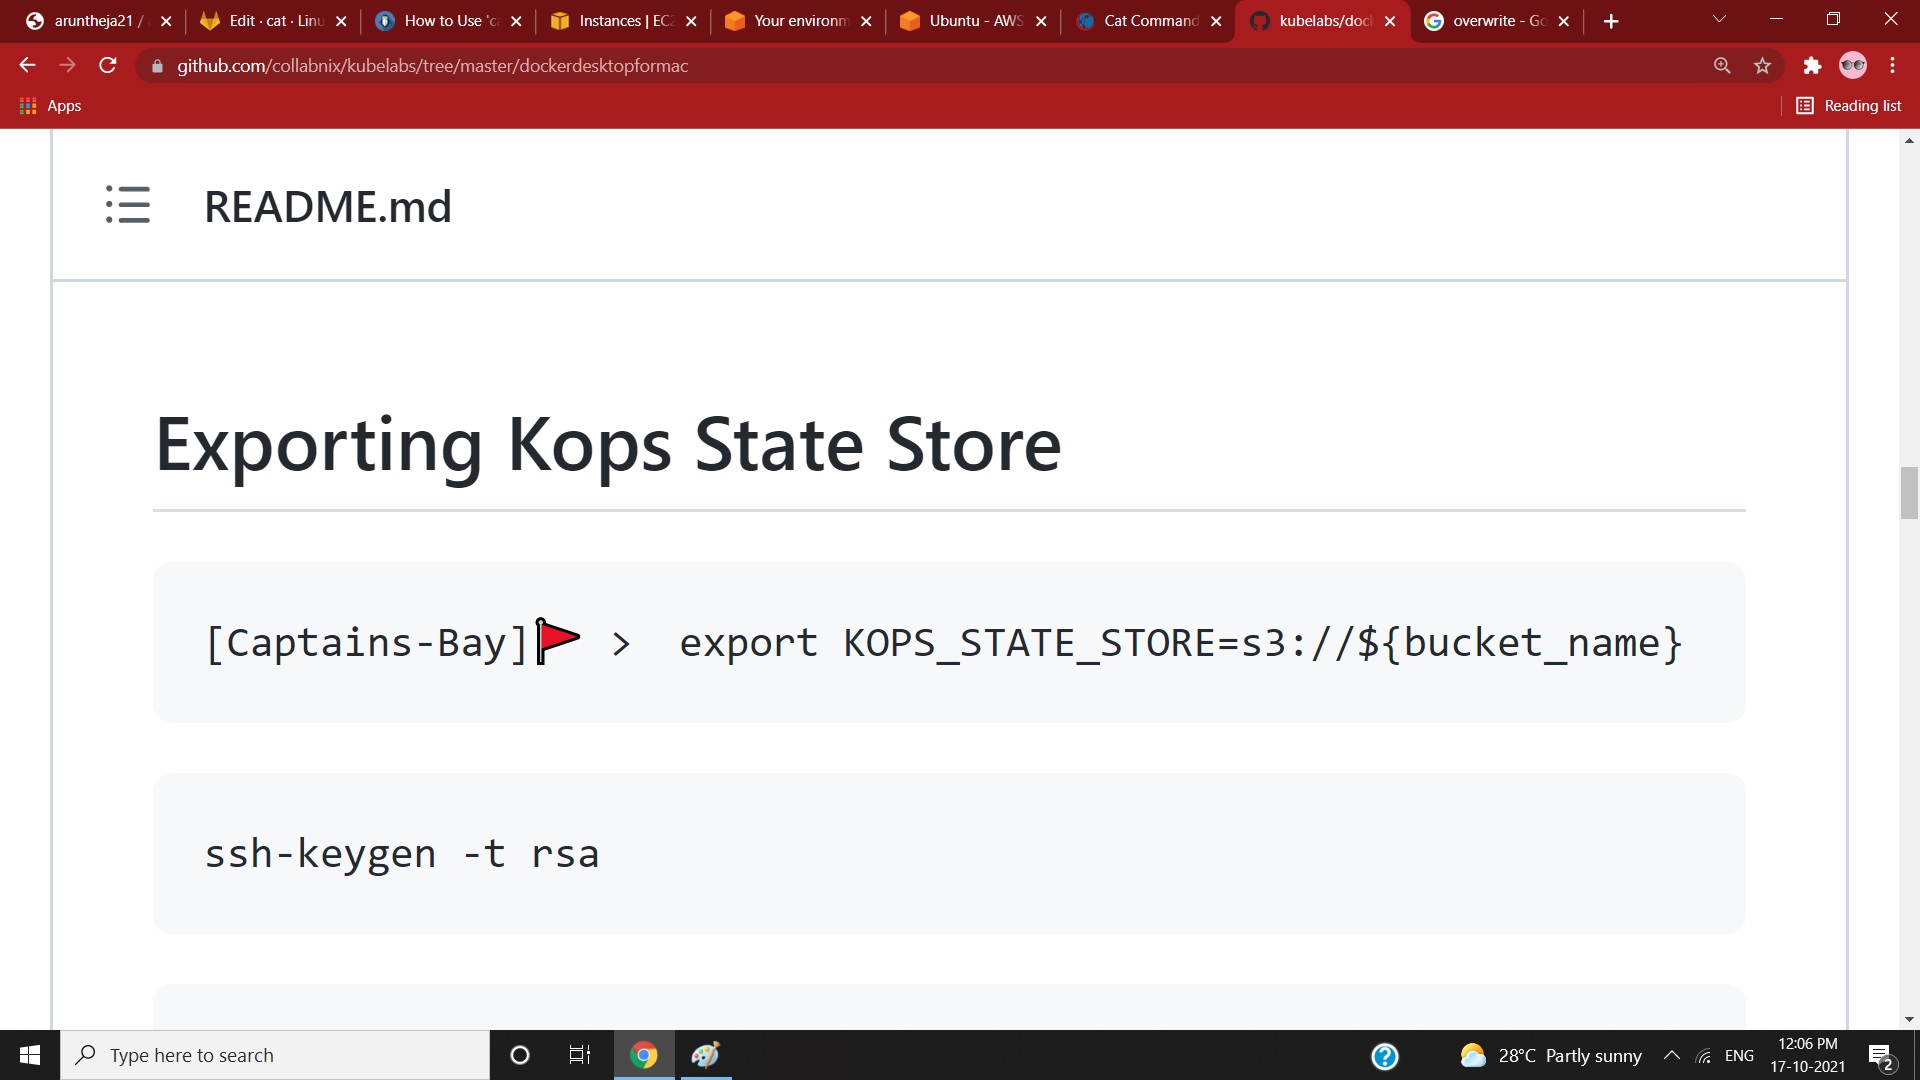 aruntheja21 /
Edit · cat · Linu
How to Use 'c
Instances | EC2
Your environm
Ubuntu - AWS
Cat Command
kubelabs/dock
overwrite - Go
github.com/collabnix/kubelabs/tree/master/dockerdesktopformac
Apps
Reading list
README.md
Exporting Kops State Store
[Captains-Bay]🚩 >  export KOPS_STATE_STORE=s3://${bucket_name}
ssh-keygen -t rsa
Type here to search
28°C Partly sunny
ENG
12:06 PM
17-10-2021
2